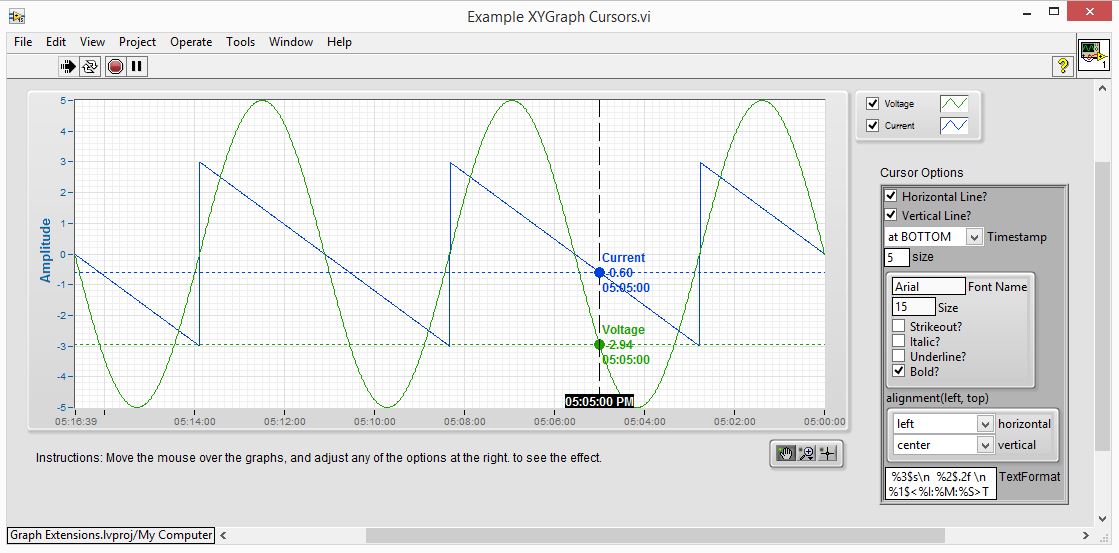 Example XYGraph Cursors.vi
File Edit View Project Operate Tools Window Help
1
Amplitude
5
4
3
2
1
0
-1
-2
-3
-4
-5
05:16:39 05:14:00 05:12:00 05:10:00 05:08:00 05:06:00 05:04:00 05:02:00 05:00:00
Current
-0.60
05:05:00
Voltage
-2.94
05:05:00
05:05:00 PM
Voltage
Current
Cursor Options
Horizontal Line?
Vertical Line?
at BOTTOM Timestamp
5 size
Arial Font Name
15 Size
Strikeout?
Italic?
Underline?
Bold?
alignment(left, top)
left horizontal
center vertical
%3$s\n %2$.2f \n TextFormat
%1$<%I:%M:%S>T
Instructions: Move the mouse over the graphs, and adjust any of the options at the right. to see the effect.
Graph Extensions.lvproj/My Computer